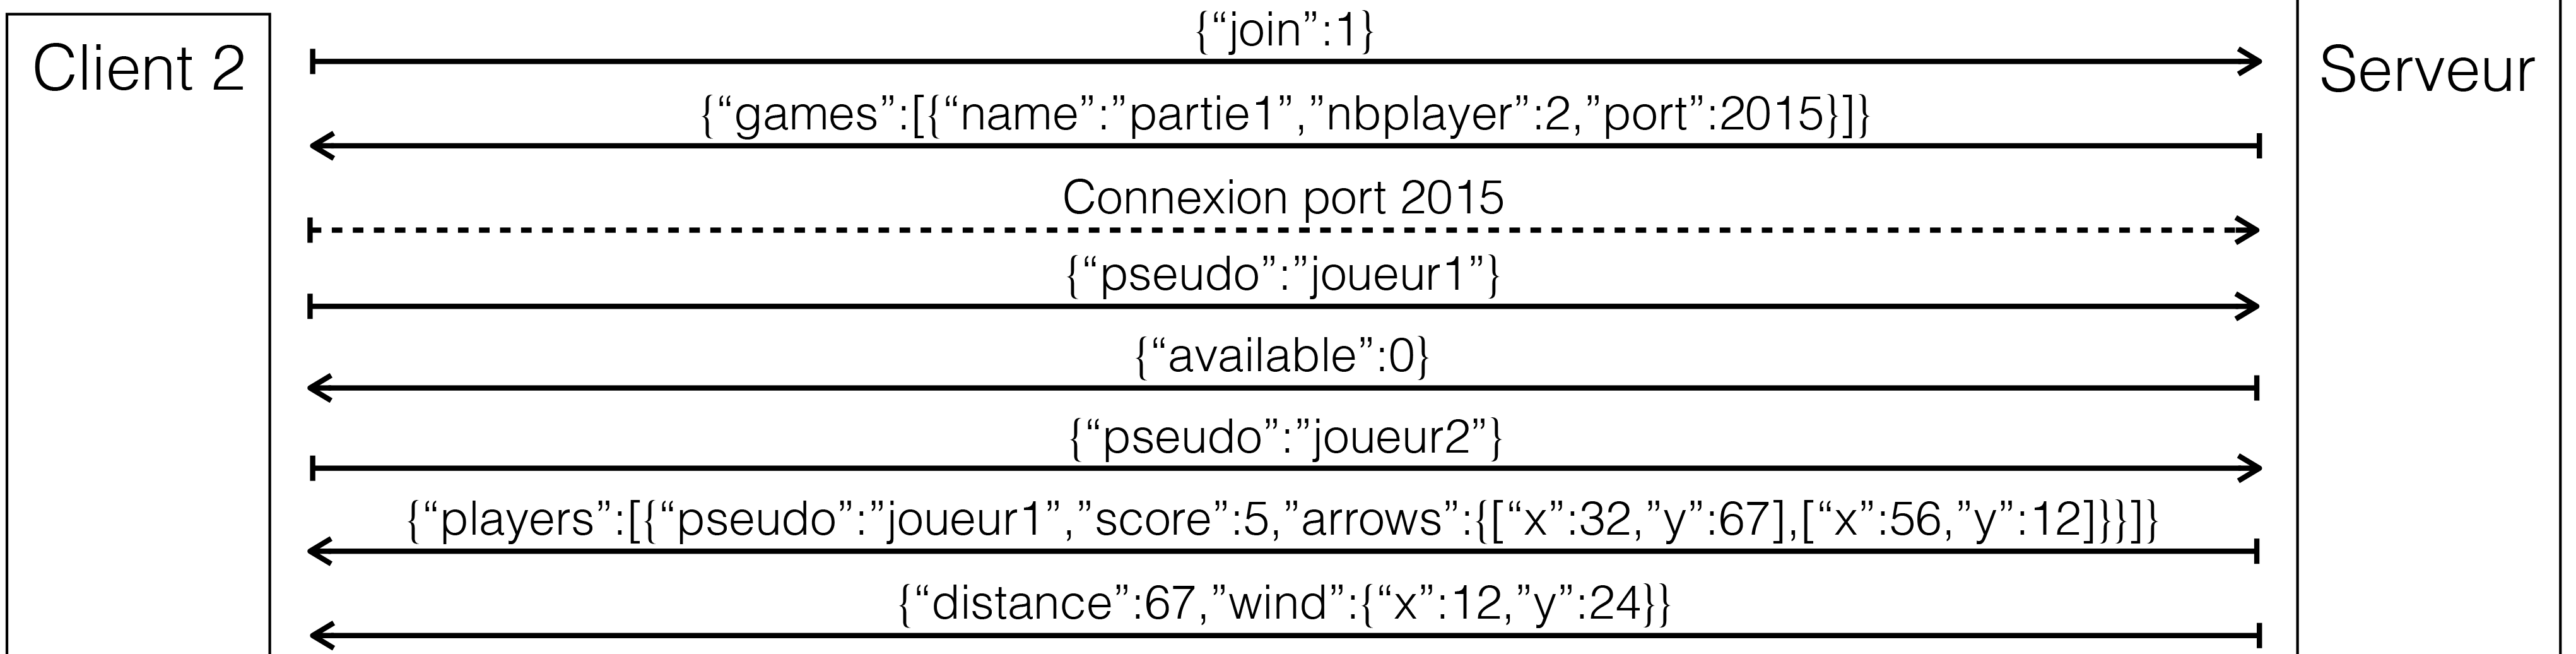 Client 2
Serveur
{“join”:1}
{“games”:[{“name”:”partie1”,”nbplayer”:2,”port”:2015}]}
Connexion port 2015
{“pseudo”:”joueur1”}
{“available”:0}
{“pseudo”:”joueur2”}
{“players”:[{“pseudo”:”joueur1”,”score”:5,”arrows”:{[“x”:32,”y”:67],[“x”:56,”y”:12]}}]}
{“distance”:67,”wind”:{“x”:12,”y”:24}}